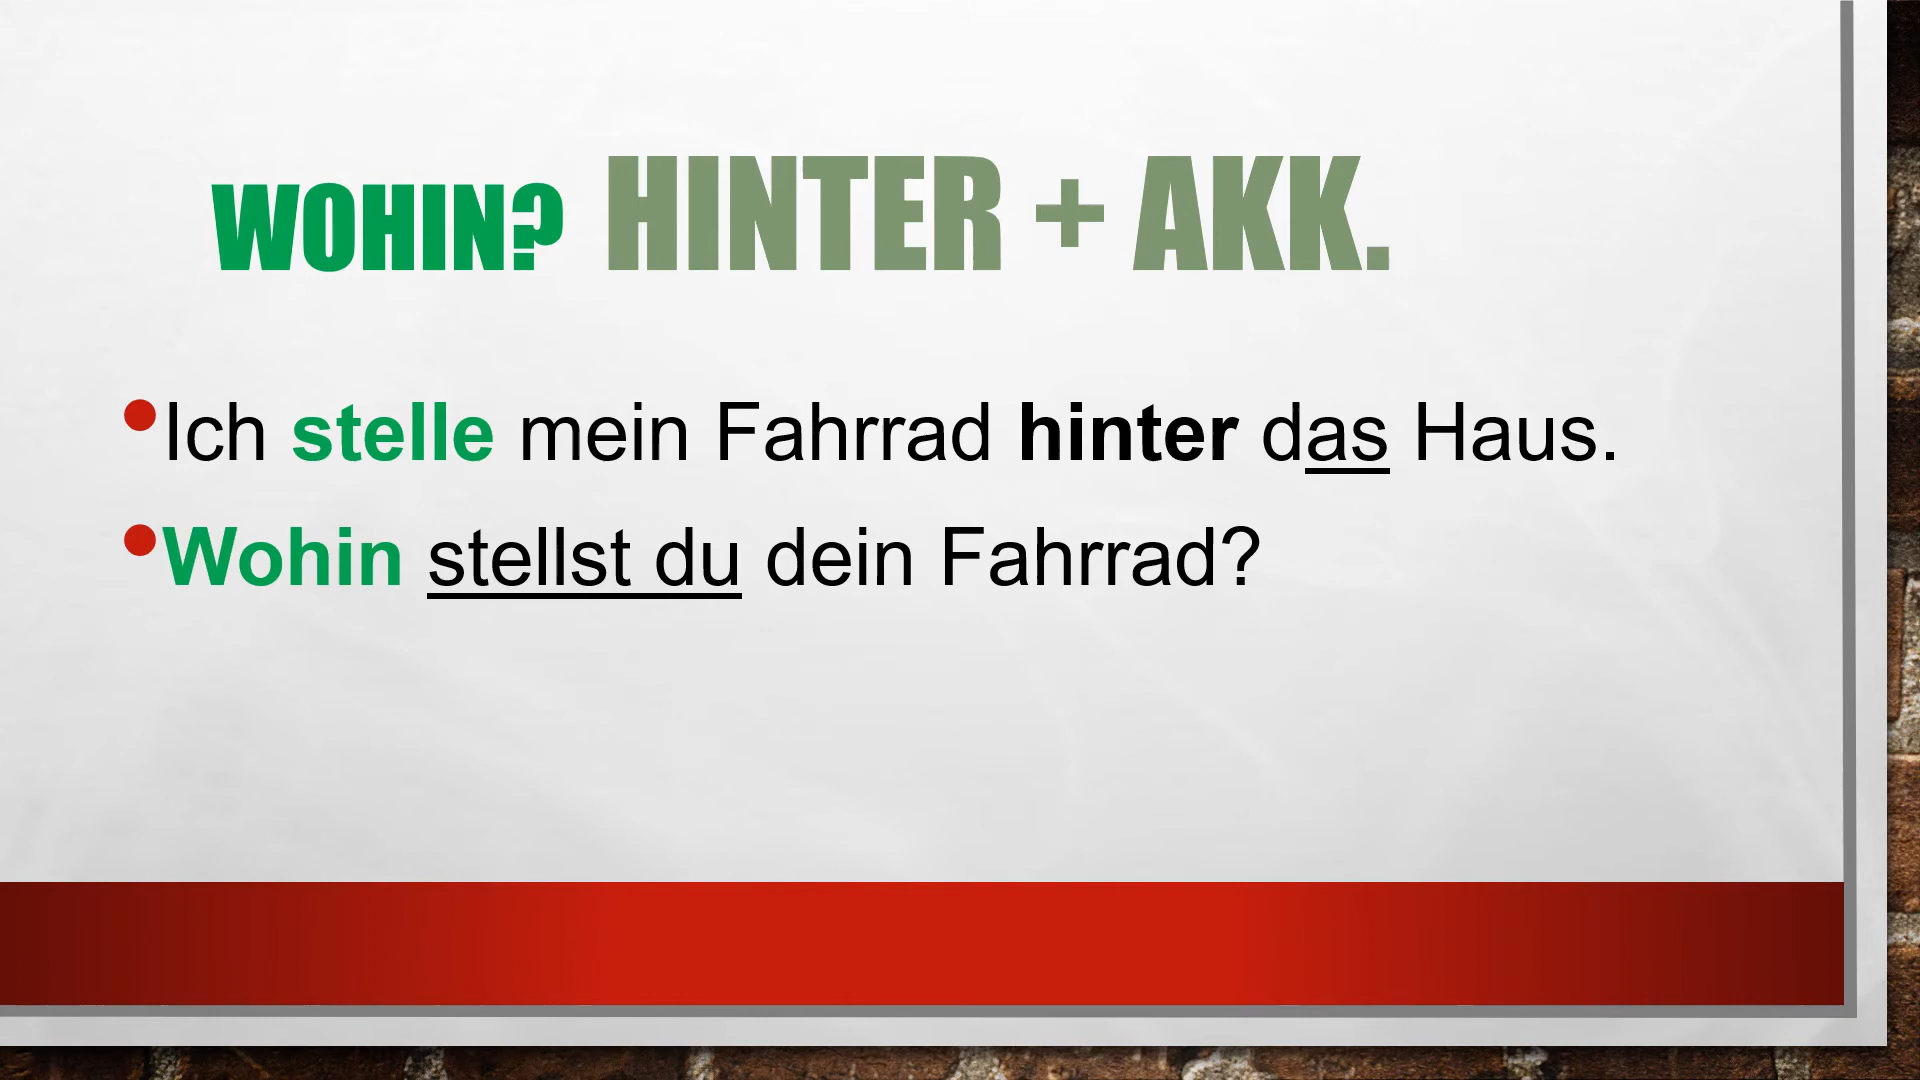 WOHIN? HINTER + AKK.
•Ich stelle mein Fahrrad hinter das Haus.
•Wohin stellst du dein Fahrrad?